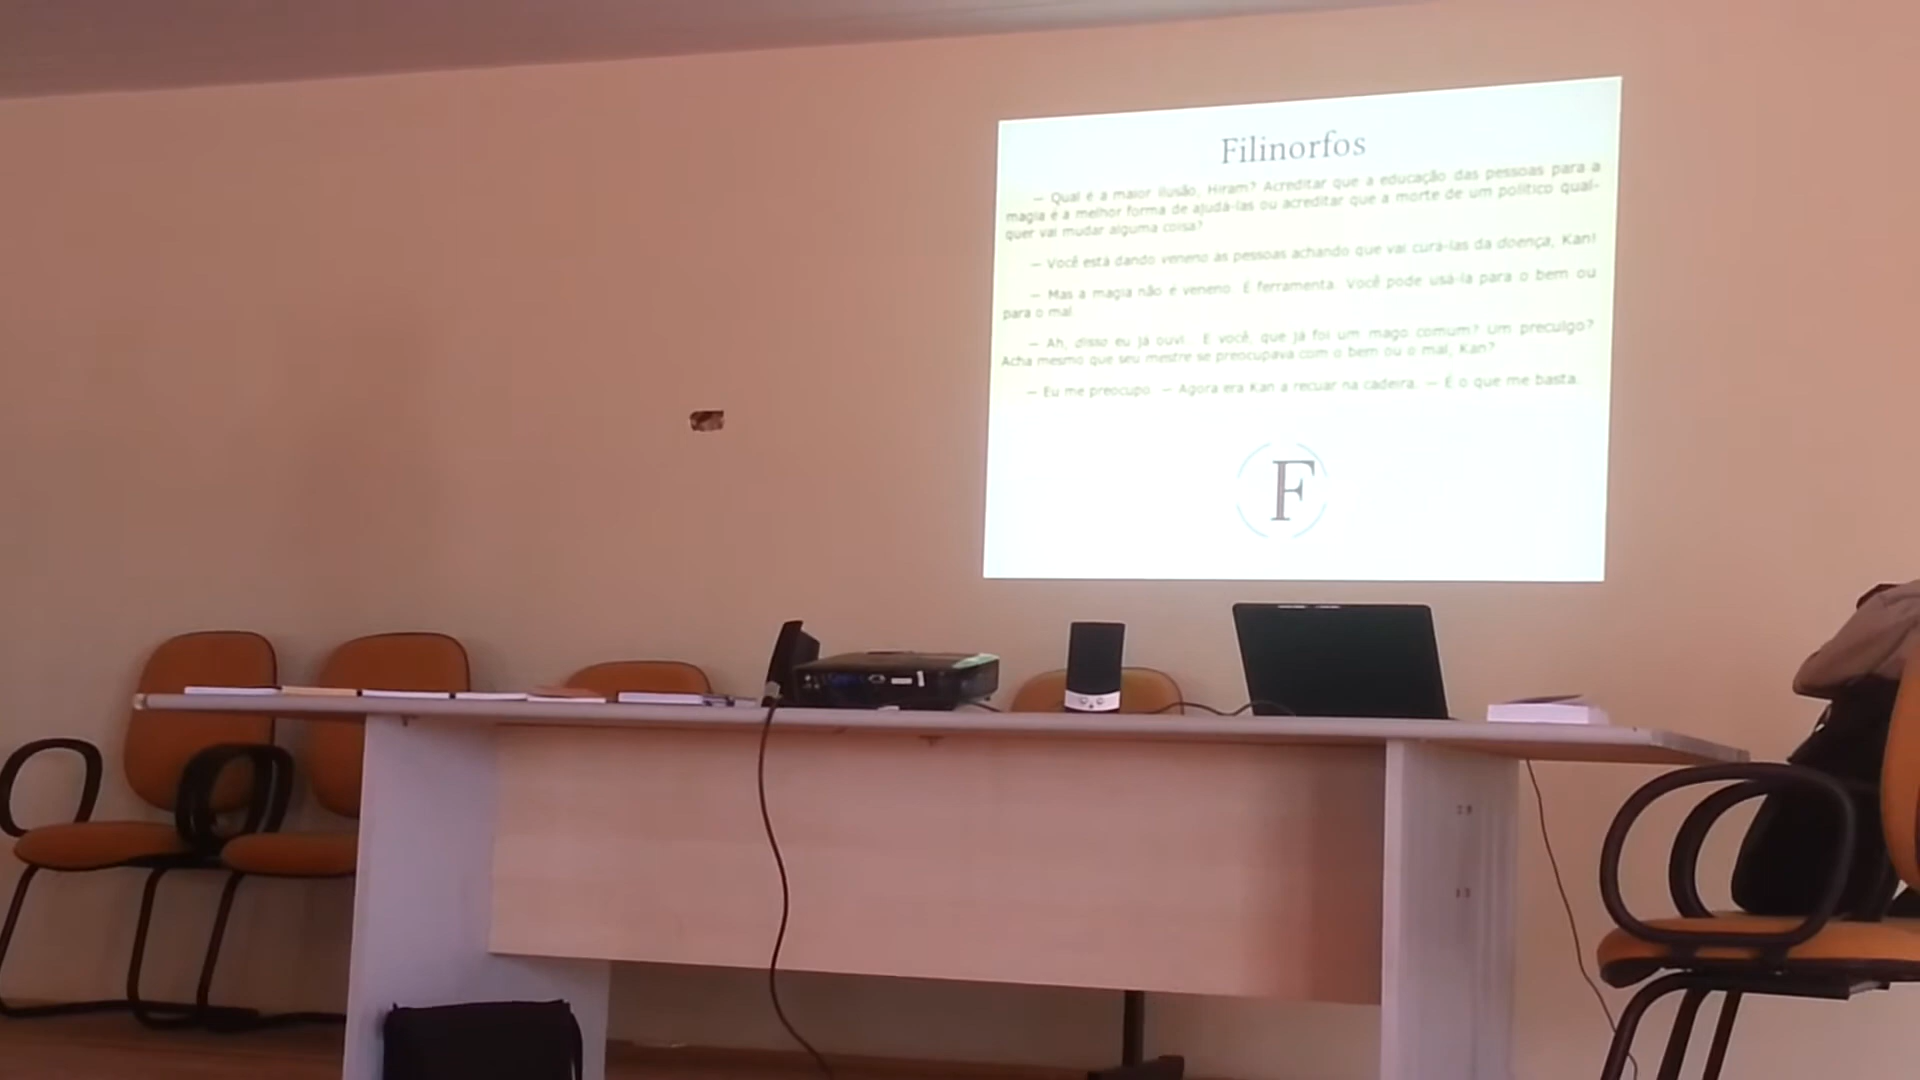 Filinorfos
— Qual é a maior ilusão, Hiram? Acreditar que a educação das pessoas para a
magia é a melhor forma de ajudá-las ou acreditar que a morte de um político qual-
quer vai mudar alguma coisa?
— Você está dando veneno às pessoas achando que vai curá-las da doença, Kan!
— Mas a magia não é veneno. É ferramenta. Você pode usá-la para o bem ou
para o mal.
— Ah, disso eu já ouvi. E você, que já foi um mago comum? Um preculgo?
Acha mesmo que seu mestre se preocupava com o bem ou o mal, Kan?
— Eu me preocupo. — Agora era Kan a recuar na cadeira. — É o que me basta.
F